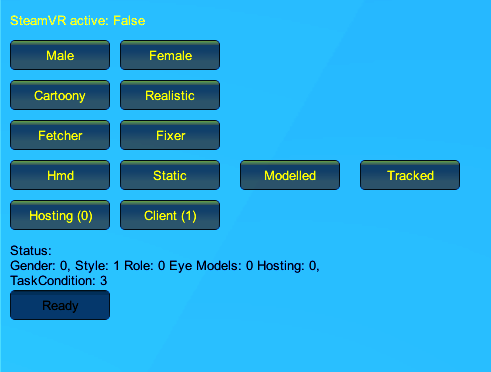 SteamVR active: False
Male Female
Cartoony Realistic
Fetcher Fixer
Hmd Static Modelled Tracked
Hosting (0) Client (1)
Status:
Gender: 0, Style: 1 Role: 0 Eye Models: 0 Hosting: 0,
TaskCondition: 3
Ready